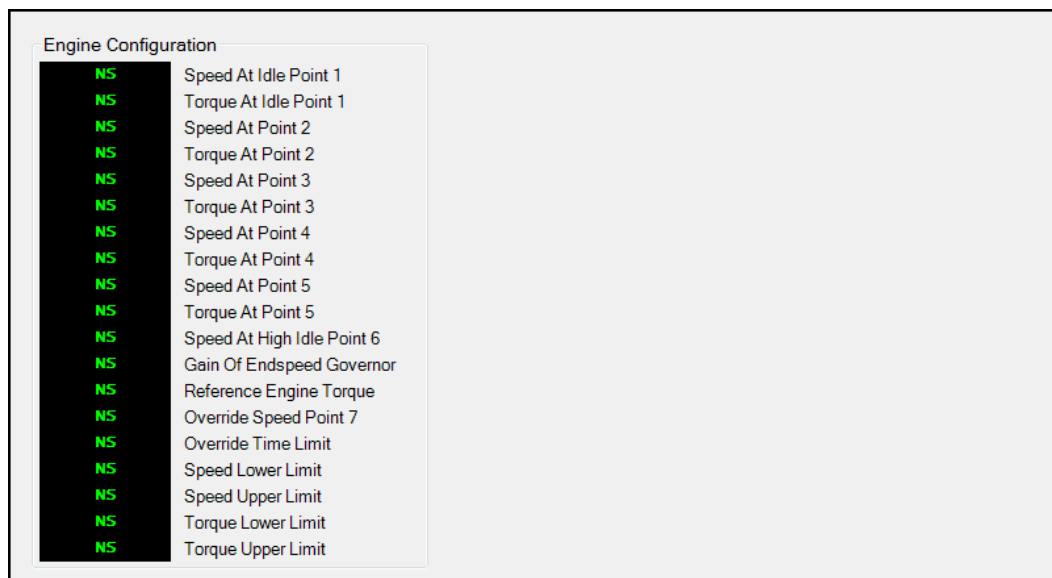 Engine Configuration
NS Speed At Idle Point 1
NS Torque At Idle Point 1
NS Speed At Point 2
NS Torque At Point 2
NS Speed At Point 3
NS Torque At Point 3
NS Speed At Point 4
NS Torque At Point 4
NS Speed At Point 5
NS Torque At Point 5
NS Speed At High Idle Point 6
NS Gain Of Endspeed Governor
NS Reference Engine Torque
NS Override Speed Point 7
NS Override Time Limit
NS Speed Lower Limit
NS Speed Upper Limit
NS Torque Lower Limit
NS Torque Upper Limit